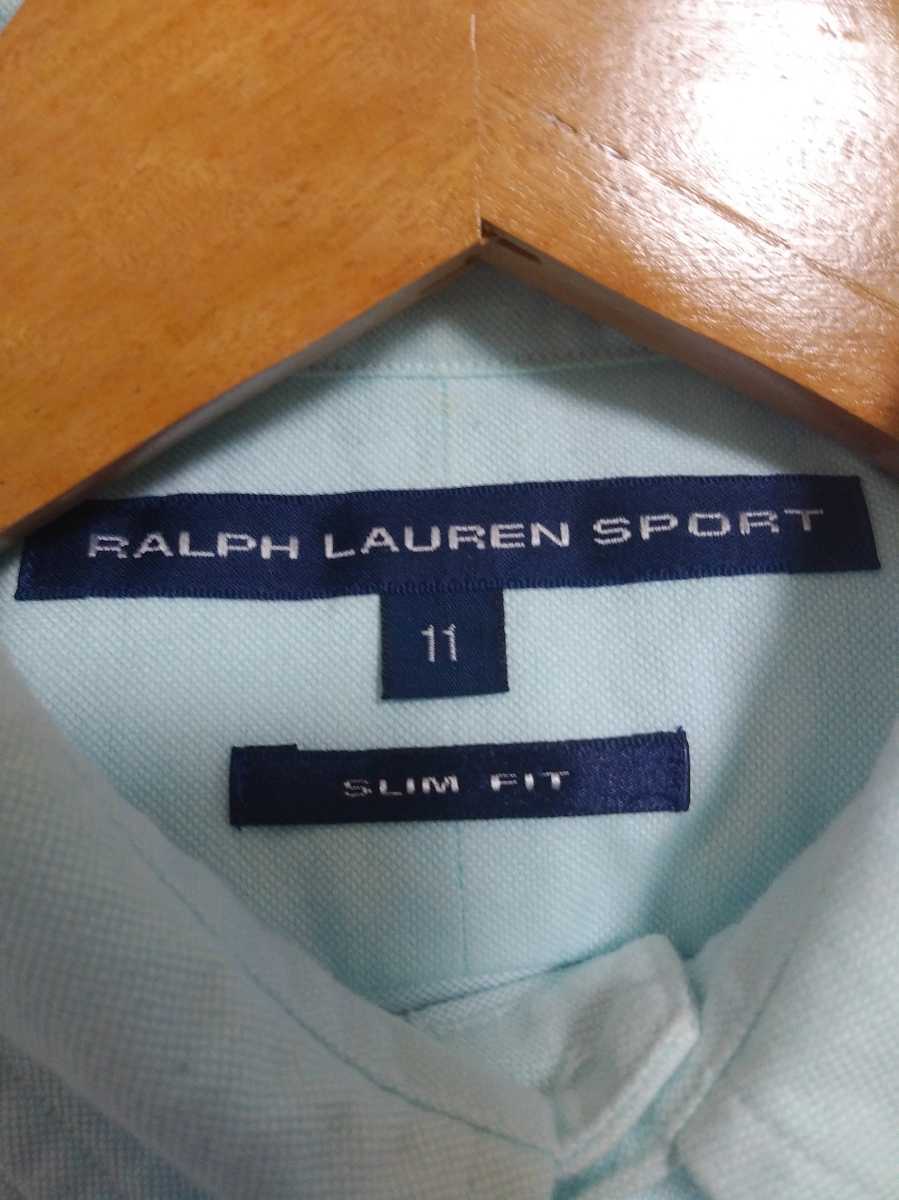 RALPH LAUREN SPORT
11
SLIM FIT